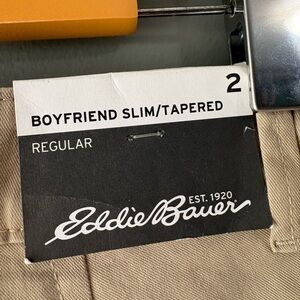 2
BOYFRIEND SLIM/TAPERED
REGULAR
EST. 1920
Eddie Bauer